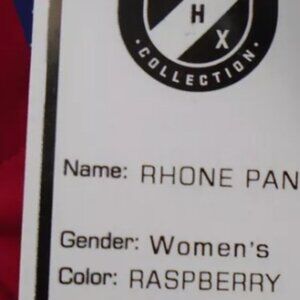 H
X
· COLLECTION ·
Name: RHONE PAN
Gender: Women's
Color: RASPBERRY